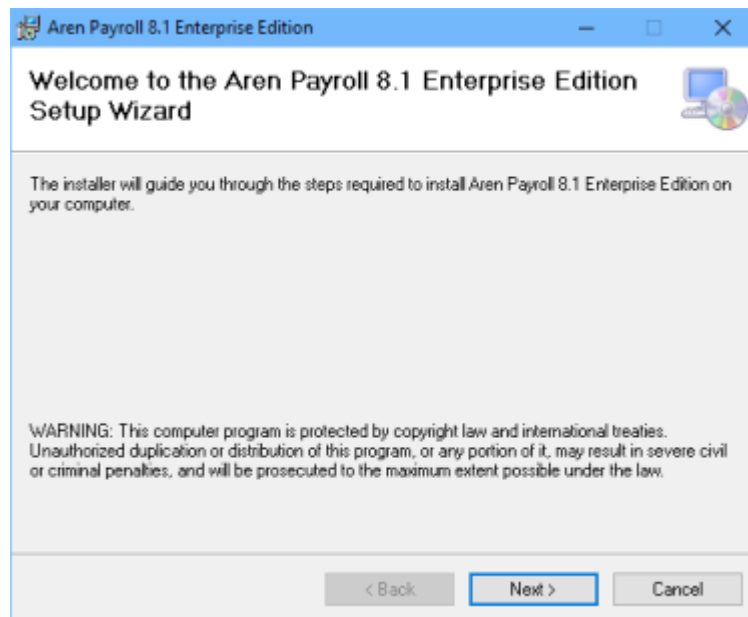 Aren Payroll 8.1 Enterprise Edition
Welcome to the Aren Payroll 8.1 Enterprise Edition
Setup Wizard
The installer will guide you through the steps required to install Aren Payroll 8.1 Enterprise Edition on
your computer.
WARNING: This computer program is protected by copyright law and international treaties.
Unauthorized duplication or distribution of this program, or any portion of it, may result in severe civil
or criminal penalties, and will be prosecuted to the maximum extent possible under the law.
< Back
Next >
Cancel